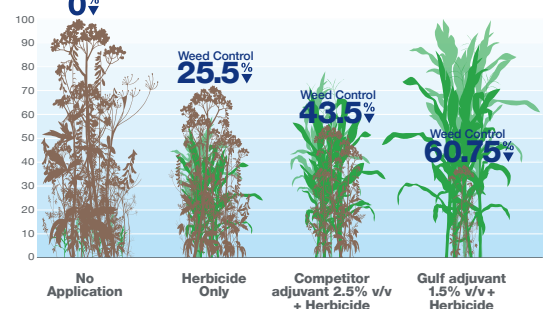 0%▼
100
90
80
70
60
50
40
30
20
10
0
Weed Control
25.5%▼
Weed Control
43.5%▼
Weed Control
60.75%▼
No
Application
Herbicide
Only
Competitor
adjuvant 2.5% v/v
+ Herbicide
Gulf adjuvant
1.5% v/v+
Herbicide